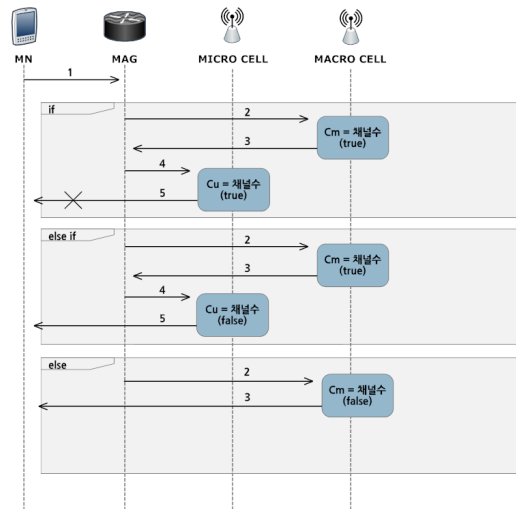 MN
MAG
MICRO CELL
MACRO CELL
1
if
2
Cm = 채널수
(true)
3
4
Cu = 채널수
(true)
5
else if
2
Cm = 채널수
(true)
3
4
Cu = 채널수
(false)
5
else
2
Cm = 채널수
(false)
3